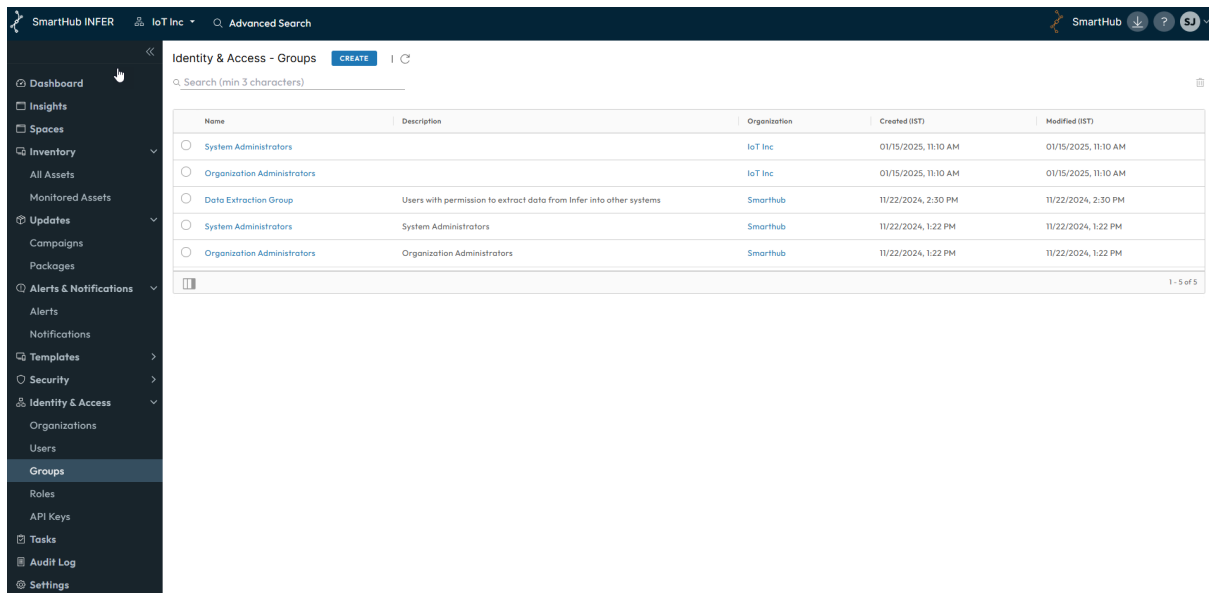 SmartHub INFER IoT Inc Advanced Search SmartHub ? SJ
Identity & Access - Groups CREATE
Search (min 3 characters)
Dashboard
Insights
Spaces
Inventory
All Assets
Monitored Assets
Updates
Campaigns
Packages
Alerts & Notifications
Alerts
Notifications
Templates
Security
Identity & Access
Organizations
Users
Groups
Roles
API Keys
Tasks
Audit Log
Settings
Name Description Organization Created (IST) Modified (IST)
System Administrators IoT Inc 01/15/2025, 11:10 AM 01/15/2025, 11:10 AM
Organization Administrators IoT Inc 01/15/2025, 11:10 AM 01/15/2025, 11:10 AM
Data Extraction Group Users with permission to extract data from Infer into other systems Smarthub 11/22/2024, 2:30 PM 11/22/2024, 2:30 PM
System Administrators System Administrators Smarthub 11/22/2024, 1:22 PM 11/22/2024, 1:22 PM
Organization Administrators Organization Administrators Smarthub 11/22/2024, 1:22 PM 11/22/2024, 1:22 PM
1 - 5 of 5